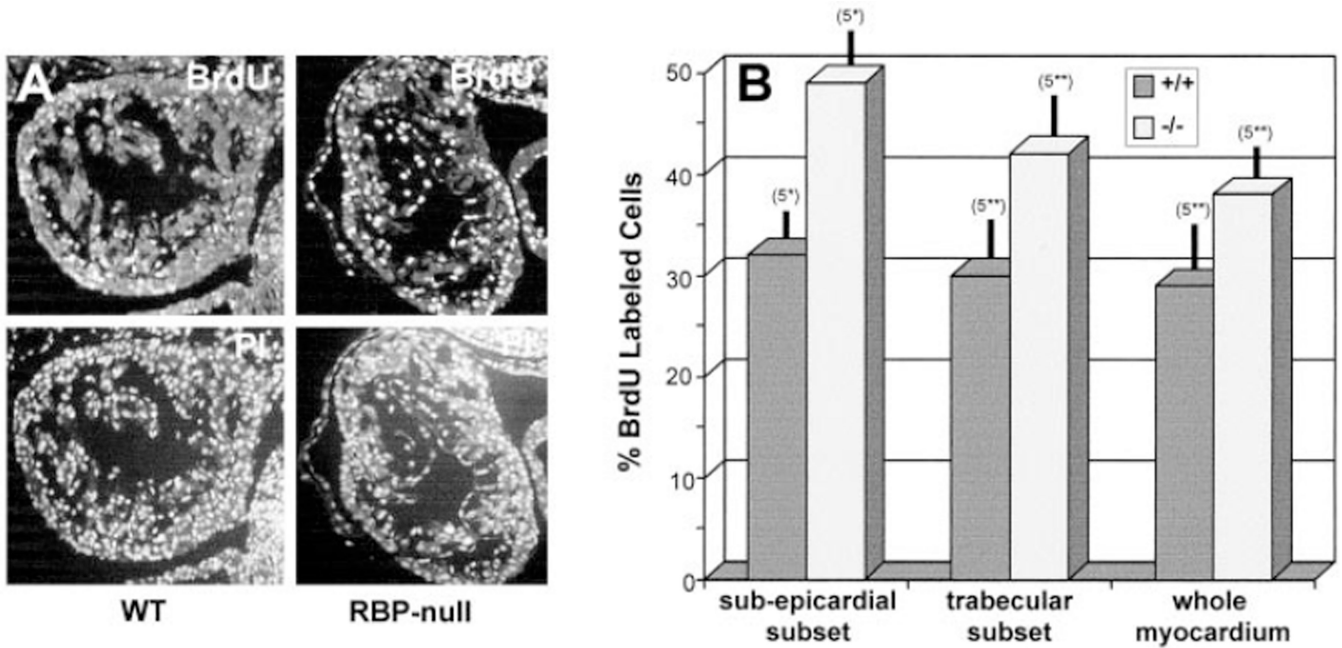 A
BrdU
BrdU
PI
PI
WT
RBP-null
B
% BrdU Labeled Cells
50
40
30
20
10
0
(5*)
(5*)
(5**)
(5**)
(5**)
(5**)
+/+
-/-
sub-epicardial
subset
trabecular
subset
whole
myocardium